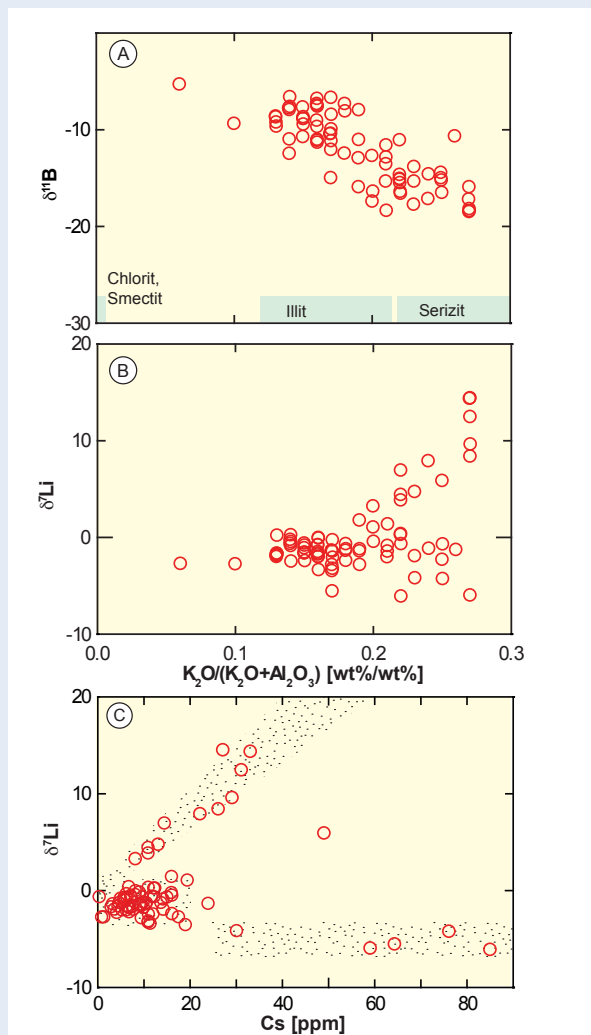 A
0
-10
δ¹¹B
-20
Chlorit,
Smectit
Illit
Serizit
-30
20
B
10
δ⁷Li
0
-10
0.0
0.1
0.2
0.3
K₂O/(K₂O+Al₂O₃) [wt%/wt%]
20
C
10
δ⁷Li
0
-10
0
20
40
60
80
Cs [ppm]